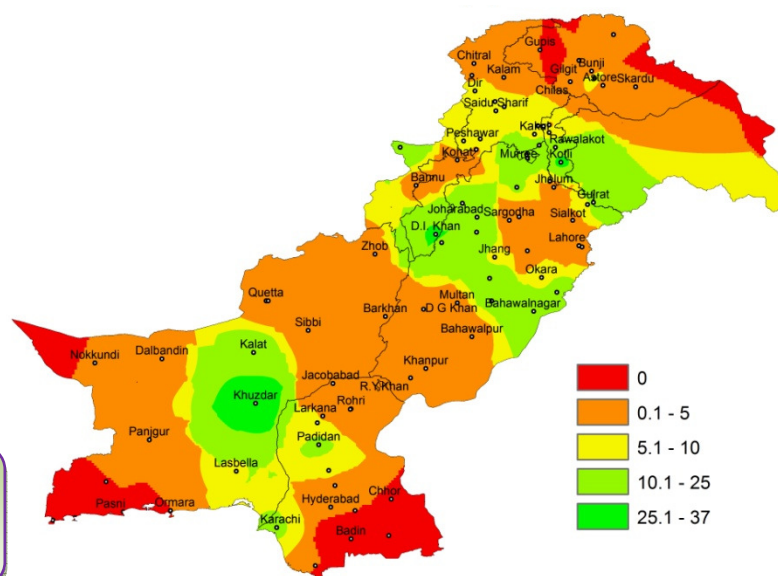 Gupis
Chitral
Bunji
Kalam
Gilgit
Astore
Skardu
Dir
Chilas
Saidu Sharif
Peshawar
Rawalakot
Kohat
Murree
Kotli
Bannu
Jhelum
Joharabad
Gujrat
Sargodha
Sialkot
D.I. Khan
Lahore
Zhob
Jhang
Okara
Quetta
Multan
Barkhan
D G Khan
Bahawalnagar
Sibbi
Bahawalpur
Kalat
Nokkundi
Dalbandin
Khanpur
Jacobabad
R.Y.Khan
Khuzdar
Larkana
Rohri
Panjgur
Padidan
Lasbella
Pasni
Ormara
Hyderabad
Chhor
Karachi
Badin
0
0.1 - 5
5.1 - 10
10.1 - 25
25.1 - 37